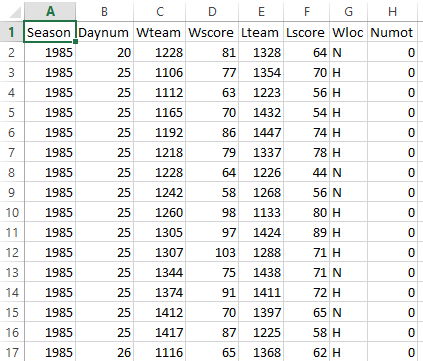 A B C D E F G H
1 Season Daynum Wteam Wscore Lteam Lscore Wloc Numot
2 1985 20 1228 81 1328 64 N 0
3 1985 25 1106 77 1354 70 H 0
4 1985 25 1112 63 1223 56 H 0
5 1985 25 1165 70 1432 54 H 0
6 1985 25 1192 86 1447 74 H 0
7 1985 25 1218 79 1337 78 H 0
8 1985 25 1228 64 1226 44 N 0
9 1985 25 1242 58 1268 56 N 0
10 1985 25 1260 98 1133 80 H 0
11 1985 25 1305 97 1424 89 H 0
12 1985 25 1307 103 1288 71 H 0
13 1985 25 1344 75 1438 71 N 0
14 1985 25 1374 91 1411 72 H 0
15 1985 25 1412 70 1397 65 N 0
16 1985 25 1417 87 1225 58 H 0
17 1985 26 1116 65 1368 62 H 0